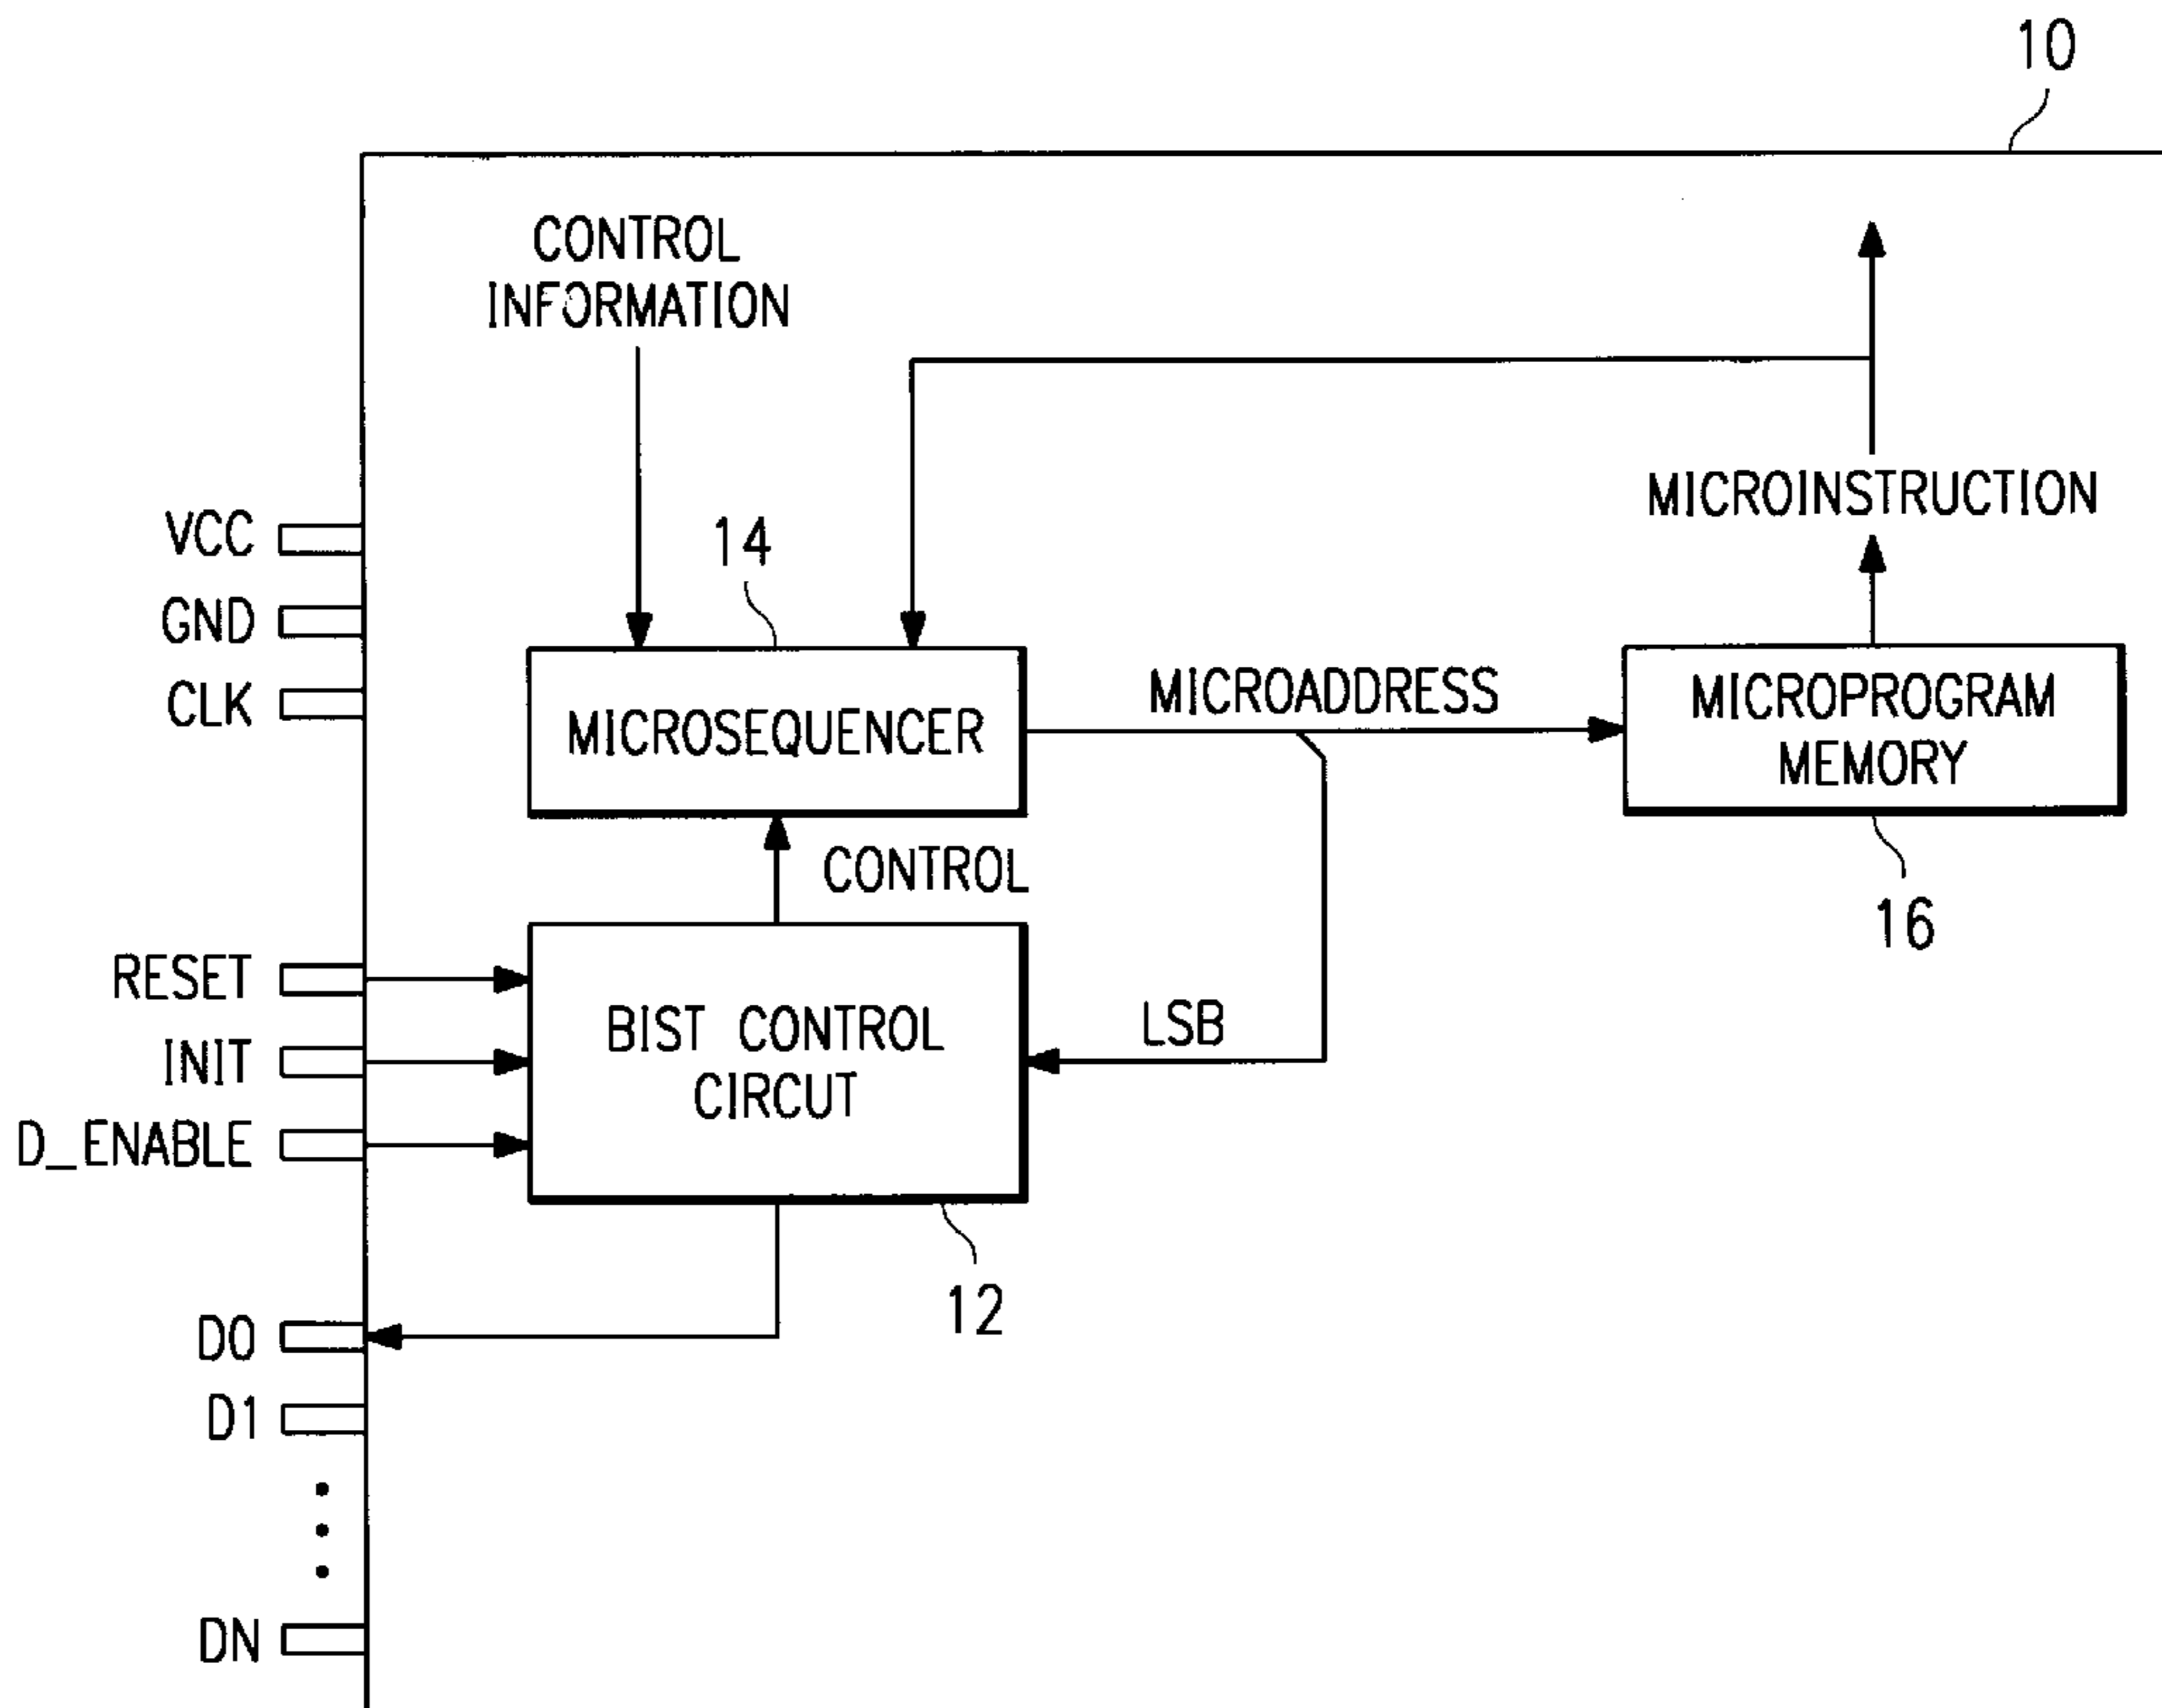 10
CONTROL
INFORMATION
MICROINSTRUCTION
VCC
14
GND
CLK
MICROSEQUENCER
MICROADDRESS
MICROPROGRAM
MEMORY
CONTROL
16
RESET
INIT
D_ENABLE
BIST CONTROL
CIRCUT
LSB
12
D0
D1
DN